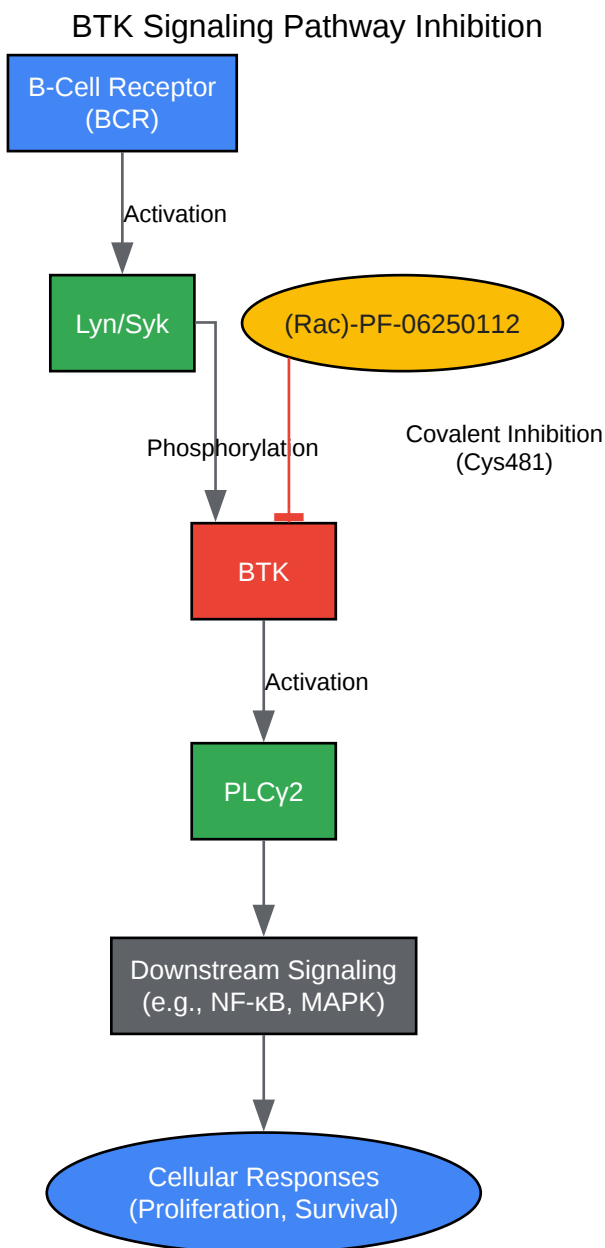 BTK Signaling Pathway Inhibition
B-Cell Receptor
(BCR)
Activation
Lyn/Syk
(Rac)-PF-06250112
Phosphorylation
Covalent Inhibition
(Cys481)
BTK
Activation
PLCγ2
Downstream Signaling
(e.g., NF-κB, MAPK)
Cellular Responses
(Proliferation, Survival)